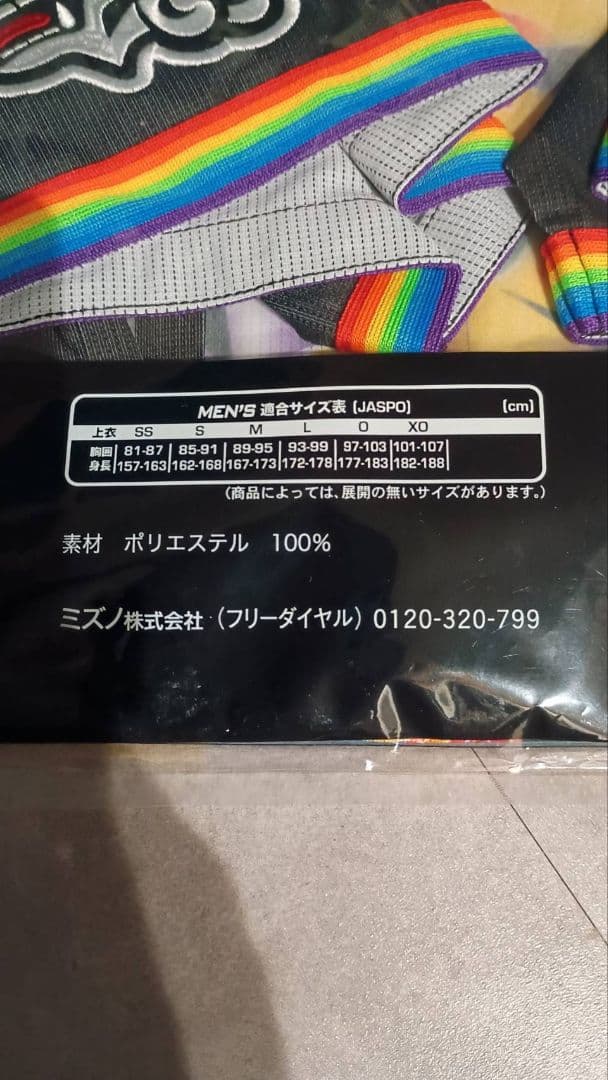 MEN'S 適合サイズ表 [JASPO] [cm]
上衣 SS S M L O XO
胸囲 81-87 85-91 89-95 93-99 97-103 101-107
身長 157-163 162-168 167-173 172-178 177-183 182-188
(商品によっては、展開の無いサイズがあります。)
素材 ポリエステル 100%
ミズノ株式会社 (フリーダイヤル) 0120-320-799